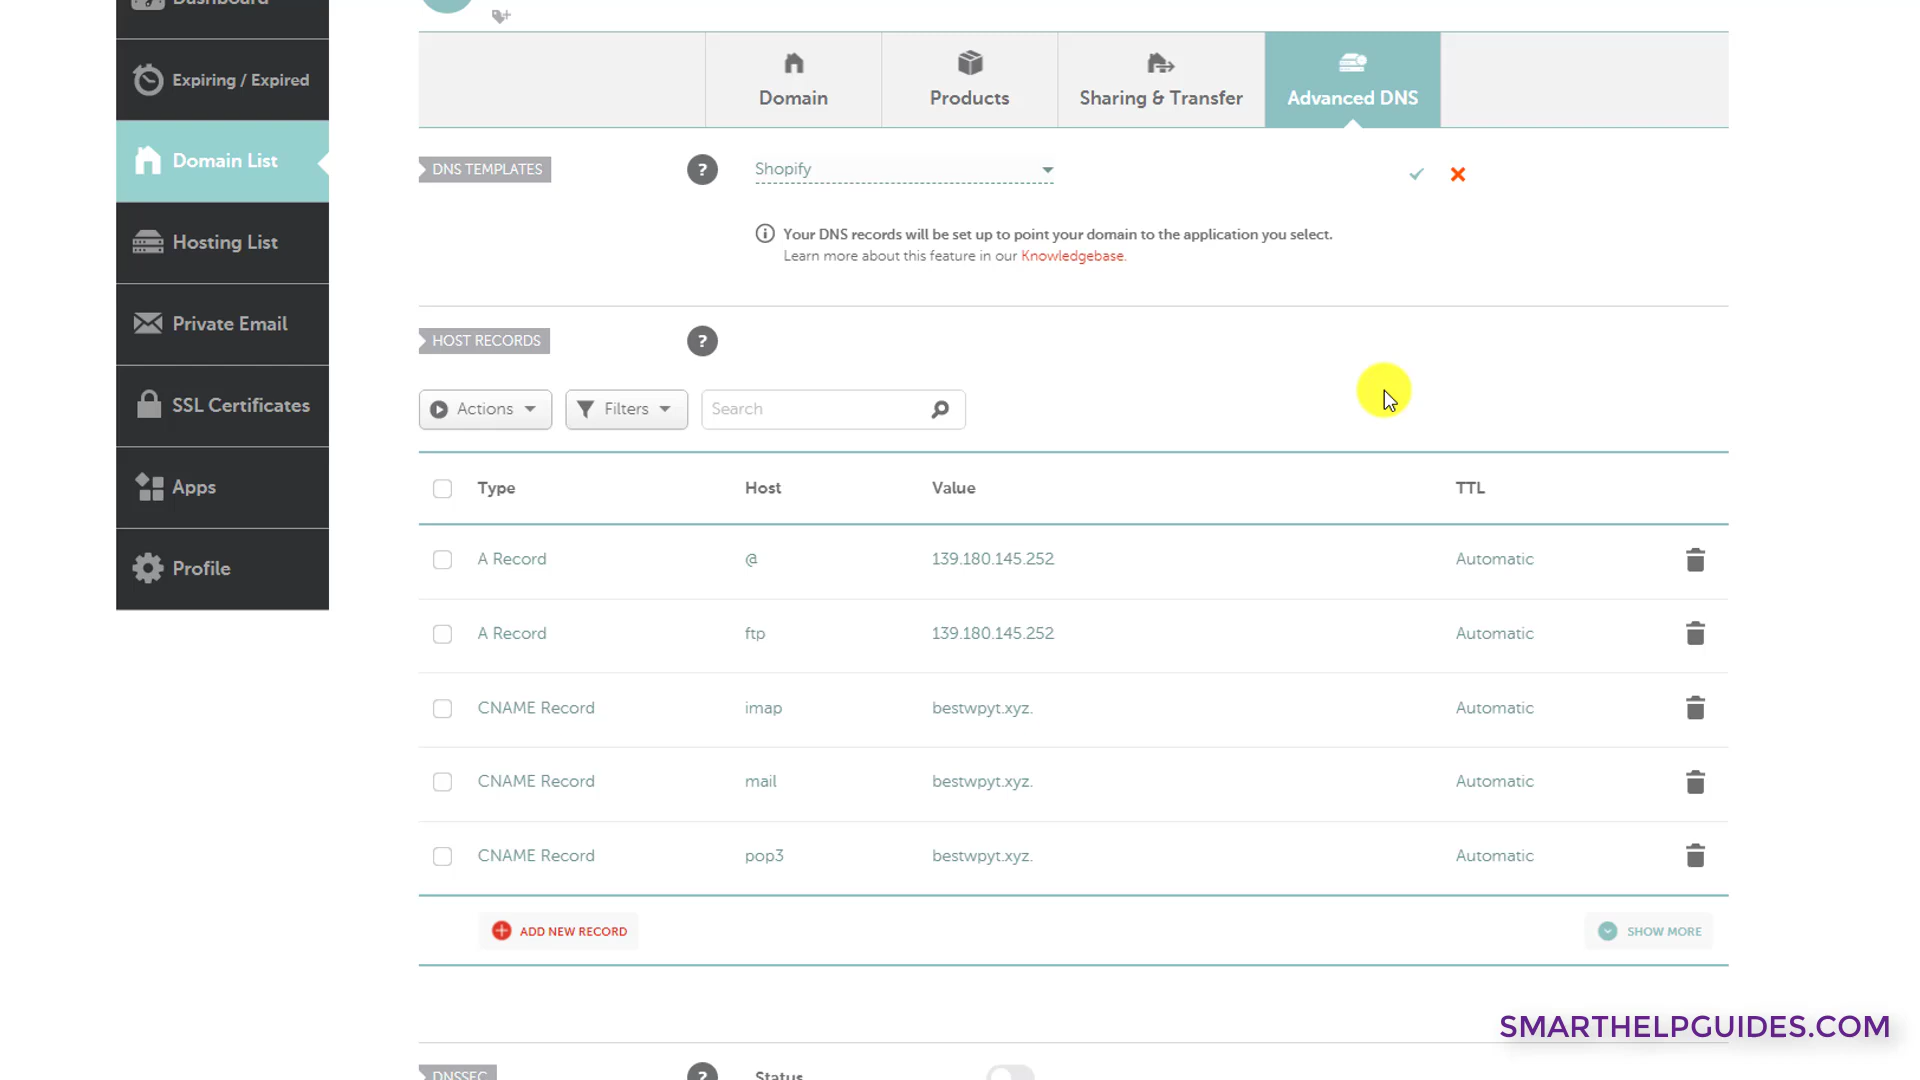 Dashboard
Expiring / Expired
Domain List
Hosting List
Private Email
SSL Certificates
Apps
Profile
Domain
Products
Sharing & Transfer
Advanced DNS
DNS TEMPLATES
?
Shopify
Your DNS records will be set up to point your domain to the application you select.
Learn more about this feature in our Knowledgebase.
HOST RECORDS
?
Actions
Filters
Search
Type Host Value TTL
A Record @ 139.180.145.252 Automatic
A Record ftp 139.180.145.252 Automatic
CNAME Record imap bestwpyt.xyz. Automatic
CNAME Record mail bestwpyt.xyz. Automatic
CNAME Record pop3 bestwpyt.xyz. Automatic
ADD NEW RECORD
SHOW MORE
SMARTHELPGUIDES.COM
DNSSEC
?
Status